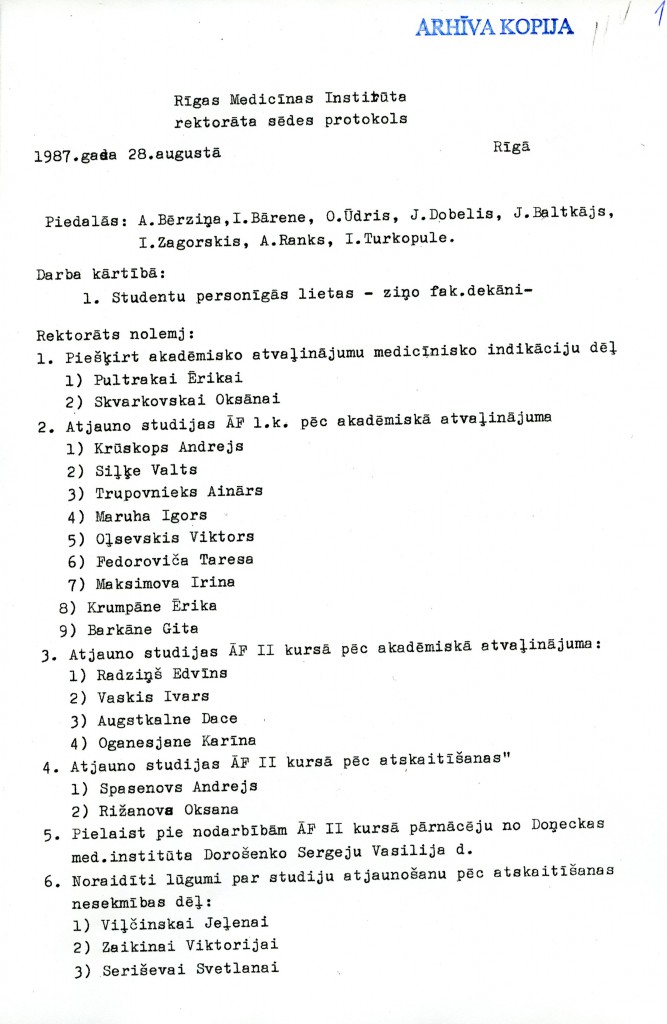 ARHĪVA KOPIJA
1
Rīgas Medicīnas Institūta
rektorāta sēdes protokols
1987.gada 28.augustā Rīgā
Piedalās: A.Bērziņa,I.Bārene, O.Ūdris, J.Dobelis, J.Baltkājs,
I.Zagorskis, A.Ranks, I.Turkopule.
Darba kārtībā:
1. Studentu personīgās lietas - ziņo fak.dekāni-
Rektorāts nolemj:
1. Piešķirt akadēmisko atvaļinājumu medicīnisko indikāciju dēļ
1) Pultrakai Ērikai
2) Skvarkovskai Oksānai
2. Atjauno studijas ĀF 1.k. pēc akadēmiskā atvaļinājuma
1) Krūskops Andrejs
2) Siļķe Valts
3) Trupovnieks Ainārs
4) Maruha Igors
5) Oļsevskis Viktors
6) Fedoroviča Taresa
7) Maksimova Irina
8) Krumpāne Ērika
9) Barkāne Gita
3. Atjauno studijas ĀF II kursā pēc akadēmiskā atvaļinājuma:
1) Radziņš Edvīns
2) Vaskis Ivars
3) Augstkalne Dace
4) Oganesjane Karīna
4. Atjauno studijas ĀF II kursā pēc atskaitīšanas"
1) Spasenovs Andrejs
2) Rižanova Oksana
5. Pielaist pie nodarbībām ĀF II kursā pārnācēju no Doņeckas
med.institūta Dorošenko Sergeju Vasilija d.
6. Noraidīti lūgumi par studiju atjaunošanu pēc atskaitīšanas
nesekmības dēļ:
1) Viļčinskai Jeļenai
2) Zaikinai Viktorijai
3) Seriševai Svetlanai